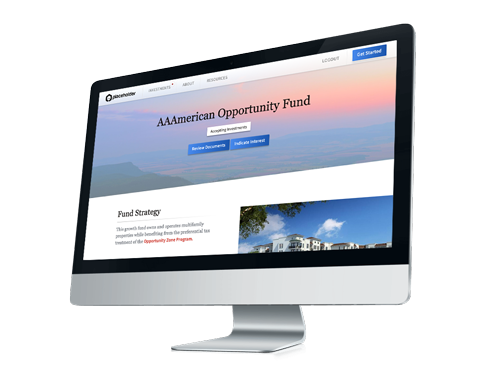 placeholder INVESTMENTS ABOUT RESOURCES LOGOUT Get Started
AAAmerican Opportunity Fund
Accepting Investments
Review Documents Indicate Interest
Fund Strategy
This growth fund owns and operates multifamily
properties while benefiting from the preferential tax
treatment of the Opportunity Zone Program.